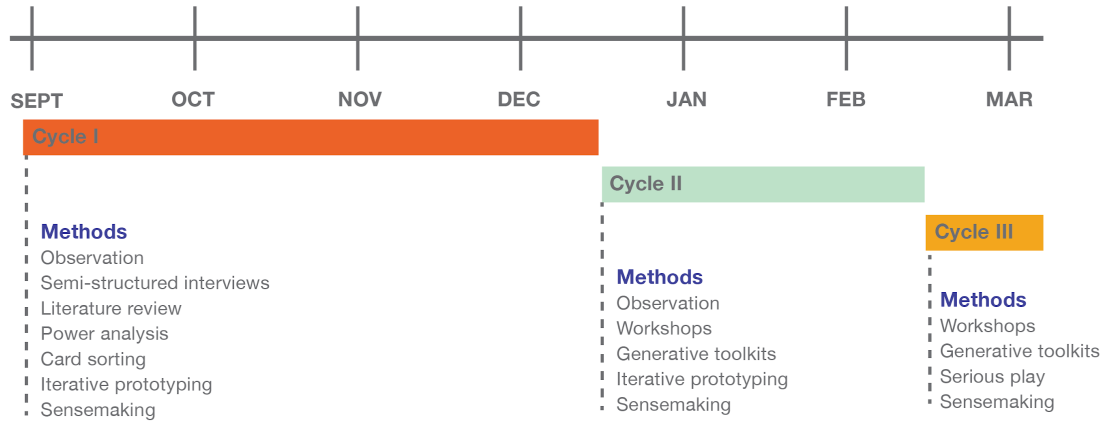 SEPT OCT NOV DEC JAN FEB MAR
Cycle I
Methods
Observation
Semi-structured interviews
Literature review
Power analysis
Card sorting
Iterative prototyping
Sensemaking
Cycle II
Methods
Observation
Workshops
Generative toolkits
Iterative prototyping
Sensemaking
Cycle III
Methods
Workshops
Generative toolkits
Serious play
Sensemaking